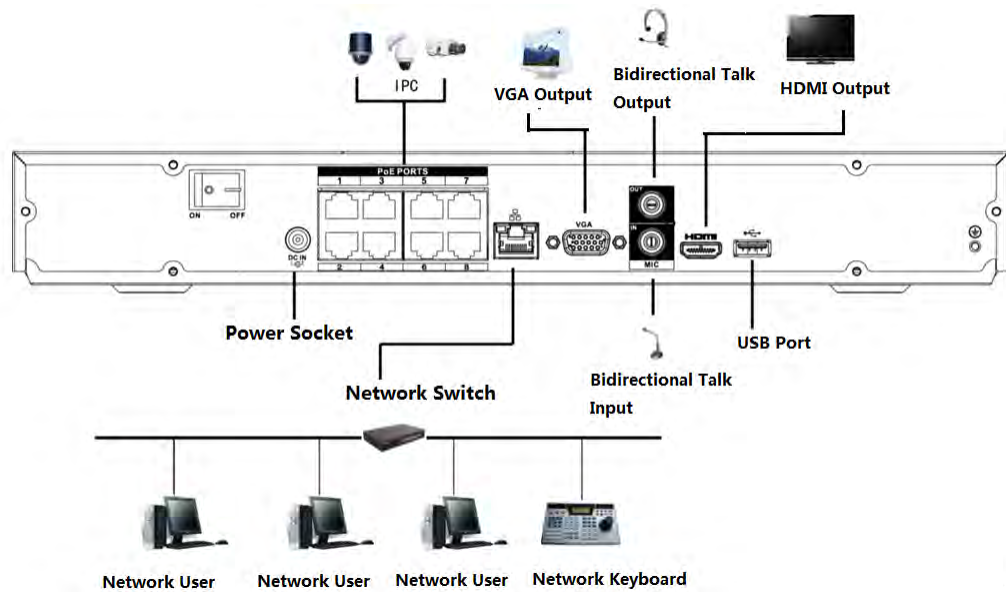 IPC
VGA Output
Bidirectional Talk
Output
HDMI Output
PoE PORTS
1 3 5 7
ON OFF
DC IN
2 4 6 8
VGA
OUT
IN
MIC
HDMI
Power Socket
Network Switch
Bidirectional Talk
Input
USB Port
Network User
Network User
Network User
Network Keyboard